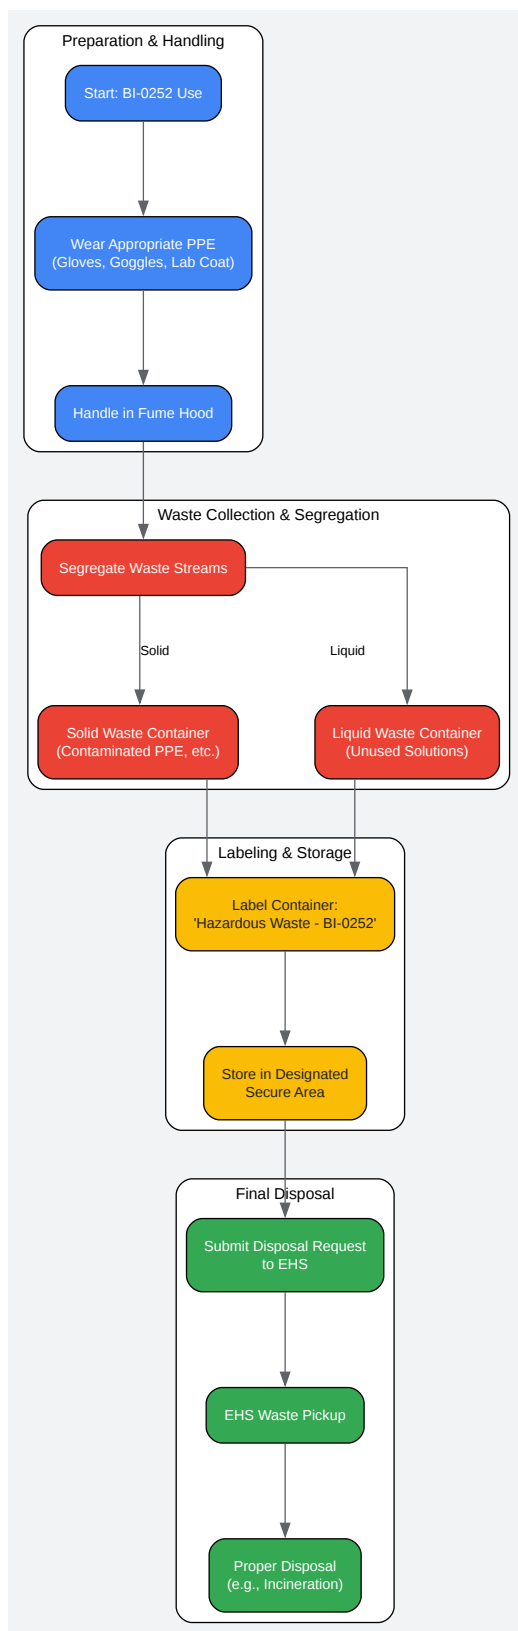 Preparation & Handling
Start: BI-0252 Use
Wear Appropriate PPE
(Gloves, Goggles, Lab Coat)
Handle in Fume Hood
Waste Collection & Segregation
Segregate Waste Streams
Solid
Liquid
Solid Waste Container
(Contaminated PPE, etc.)
Liquid Waste Container
(Unused Solutions)
Labeling & Storage
Label Container:
'Hazardous Waste - BI-0252'
Store in Designated
Secure Area
Final Disposal
Submit Disposal Request
to EHS
EHS Waste Pickup
Proper Disposal
(e.g., Incineration)